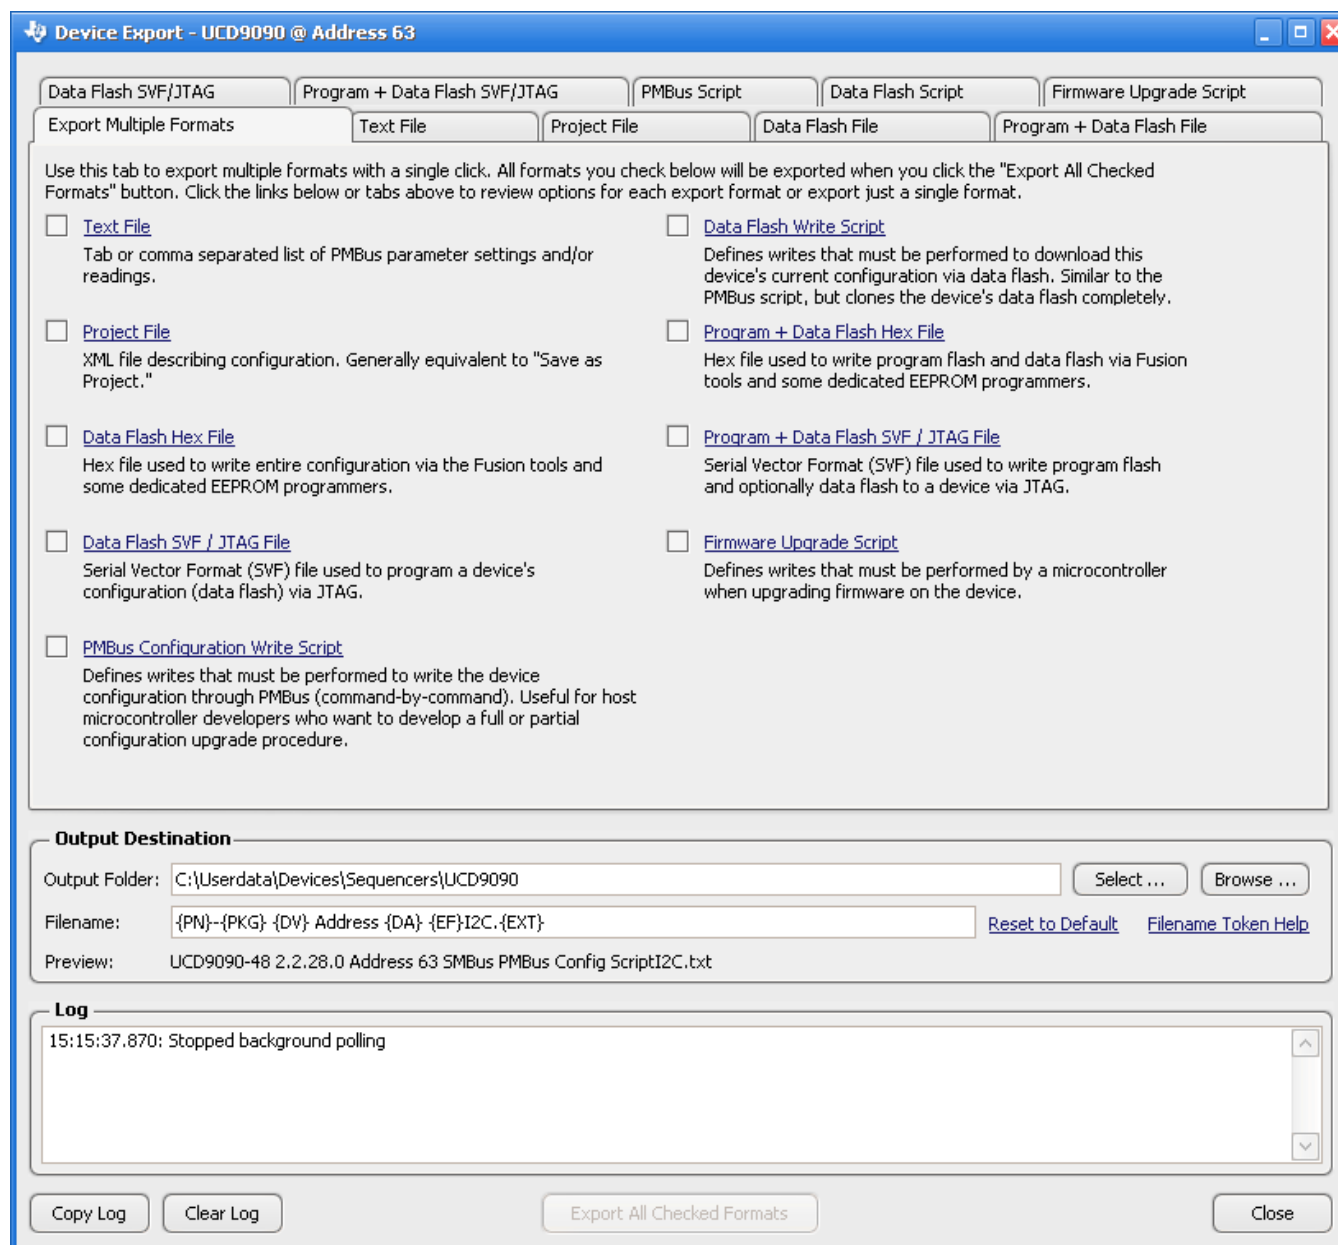 Device Export - UCD9090 @ Address 63
Data Flash SVF/JTAG
Program + Data Flash SVF/JTAG
PMBus Script
Data Flash Script
Firmware Upgrade Script
Export Multiple Formats
Text File
Project File
Data Flash File
Program + Data Flash File
Use this tab to export multiple formats with a single click. All formats you check below will be exported when you click the "Export All Checked
Formats" button. Click the links below or tabs above to review options for each export format or export just a single format.
Text File
Tab or comma separated list of PMBus parameter settings and/or
readings.
Project File
XML file describing configuration. Generally equivalent to "Save as
Project."
Data Flash Hex File
Hex file used to write entire configuration via the Fusion tools and
some dedicated EEPROM programmers.
Data Flash SVF / JTAG File
Serial Vector Format (SVF) file used to program a device's
configuration (data flash) via JTAG.
PMBus Configuration Write Script
Defines writes that must be performed to write the device
configuration through PMBus (command-by-command). Useful for host
microcontroller developers who want to develop a full or partial
configuration upgrade procedure.
Data Flash Write Script
Defines writes that must be performed to download this
device's current configuration via data flash. Similar to the
PMBus script, but clones the device's data flash completely.
Program + Data Flash Hex File
Hex file used to write program flash and data flash via Fusion
tools and some dedicated EEPROM programmers.
Program + Data Flash SVF / JTAG File
Serial Vector Format (SVF) file used to write program flash
and optionally data flash to a device via JTAG.
Firmware Upgrade Script
Defines writes that must be performed by a microcontroller
when upgrading firmware on the device.
Output Destination
Output Folder: C:\Userdata\Devices\Sequencers\UCD9090 Select ... Browse ...
Filename: {PN}-{PKG} {DV} Address {DA} {EF}I2C.{EXT} Reset to Default Filename Token Help
Preview: UCD9090-48 2.2.28.0 Address 63 SMBus PMBus Config ScriptI2C.txt
Log
15:15:37.870: Stopped background polling
Copy Log Clear Log Export All Checked Formats Close